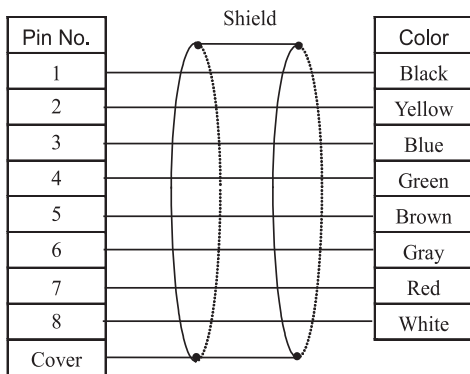 Shield
Pin No. Color
1 Black
2 Yellow
3 Blue
4 Green
5 Brown
6 Gray
7 Red
8 White
Cover